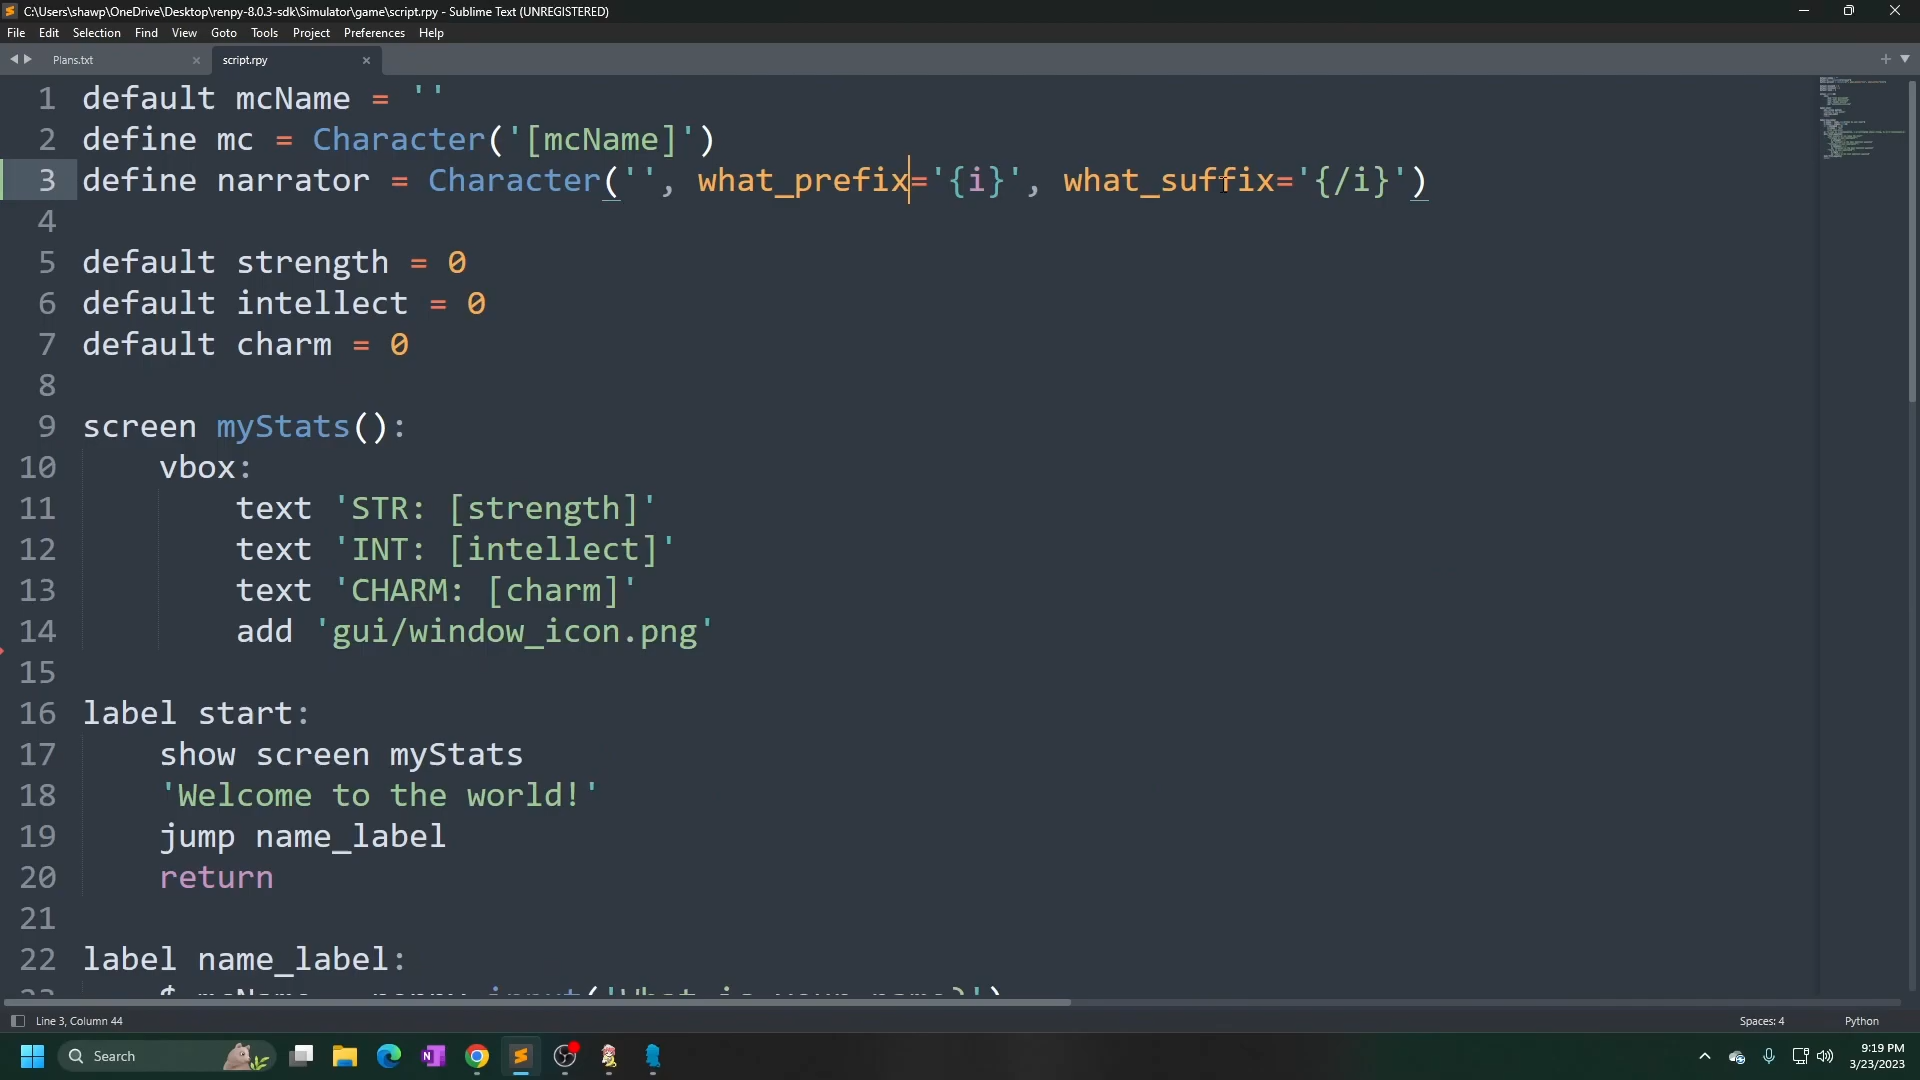 C:\Users\shawp\OneDrive\Desktop\renpy-8.0.3-sdk\Simulator\game\script.rpy - Sublime Text (UNREGISTERED)
File Edit Selection Find View Goto Tools Project Preferences Help
Plans.txt script.rpy
1 default mcName = ''
2 define mc = Character('[mcName]')
3 define narrator = Character('', what_prefix='{i}', what_suffix='{/i}')
4
5 default strength = 0
6 default intellect = 0
7 default charm = 0
8
9 screen myStats():
10 vbox:
11 text 'STR: [strength]'
12 text 'INT: [intellect]'
13 text 'CHARM: [charm]'
14 add 'gui/window_icon.png'
15
16 label start:
17 show screen myStats
18 'Welcome to the world!'
19 jump name_label
20 return
21
22 label name_label:
Line 3, Column 44 Spaces: 4 Python
Search
9:19 PM
3/23/2023